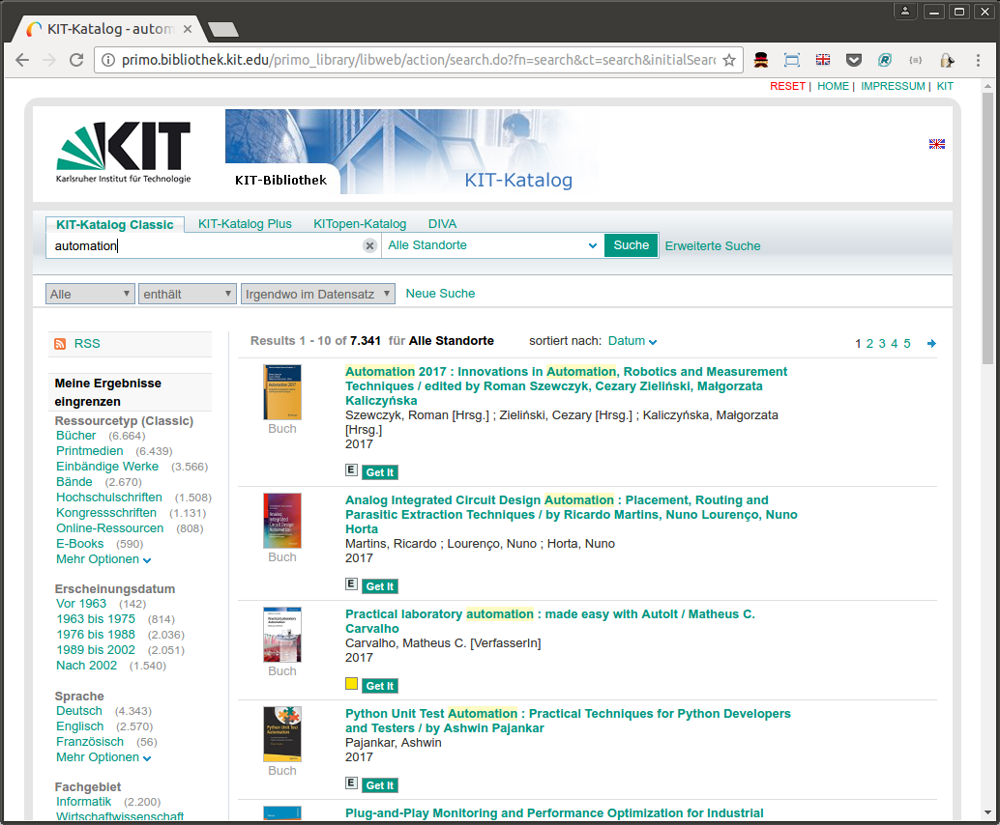 KIT-Katalog - autom
primo.bibliothek.kit.edu/primo_library/libweb/action/search.do?fn=search&ct=search&initialSearc
RESET | HOME | IMPRESSUM | KIT
KIT
Karlsruher Institut für Technologie
KIT-Bibliothek
KIT-Katalog
KIT-Katalog Classic KIT-Katalog Plus KITopen-Katalog DIVA
automation Alle Standorte Suche Erweiterte Suche
Alle enthält Irgendwo im Datensatz Neue Suche
RSS
Meine Ergebnisse
eingrenzen
Ressourcetyp (Classic)
Bücher (6.664)
Printmedien (6.439)
Einbändige Werke (3.566)
Bände (2.670)
Hochschulschriften (1.508)
Kongressschriften (1.131)
Online-Ressourcen (808)
E-Books (590)
Mehr Optionen
Erscheinungsdatum
Vor 1963 (142)
1963 bis 1975 (814)
1976 bis 1988 (2.036)
1989 bis 2002 (2.051)
Nach 2002 (1.540)
Sprache
Deutsch (4.343)
Englisch (2.570)
Französisch (56)
Mehr Optionen
Fachgebiet
Informatik (2.200)
Wirtschaftwissenschaft
Results 1 - 10 of 7.341 für Alle Standorte sortiert nach: Datum 1 2 3 4 5
Automation 2017 : Innovations in Automation, Robotics and Measurement
Techniques / edited by Roman Szewczyk, Cezary Zieliński, Małgorzata
Kaliczyńska
Szewczyk, Roman [Hrsg.] ; Zieliński, Cezary [Hrsg.] ; Kaliczyńska, Małgorzata
[Hrsg.]
2017
Buch
E Get It
Analog Integrated Circuit Design Automation : Placement, Routing and
Parasitic Extraction Techniques / by Ricardo Martins, Nuno Lourenço, Nuno
Horta
Martins, Ricardo ; Lourenço, Nuno ; Horta, Nuno
2017
Buch
E Get It
Practical laboratory automation : made easy with AutoIt / Matheus C.
Carvalho
Carvalho, Matheus C. [VerfasserIn]
2017
Buch
Get It
Python Unit Test Automation : Practical Techniques for Python Developers
and Testers / by Ashwin Pajankar
Pajankar, Ashwin
2017
Buch
E Get It
Plug-and-Play Monitoring and Performance Optimization for Industrial